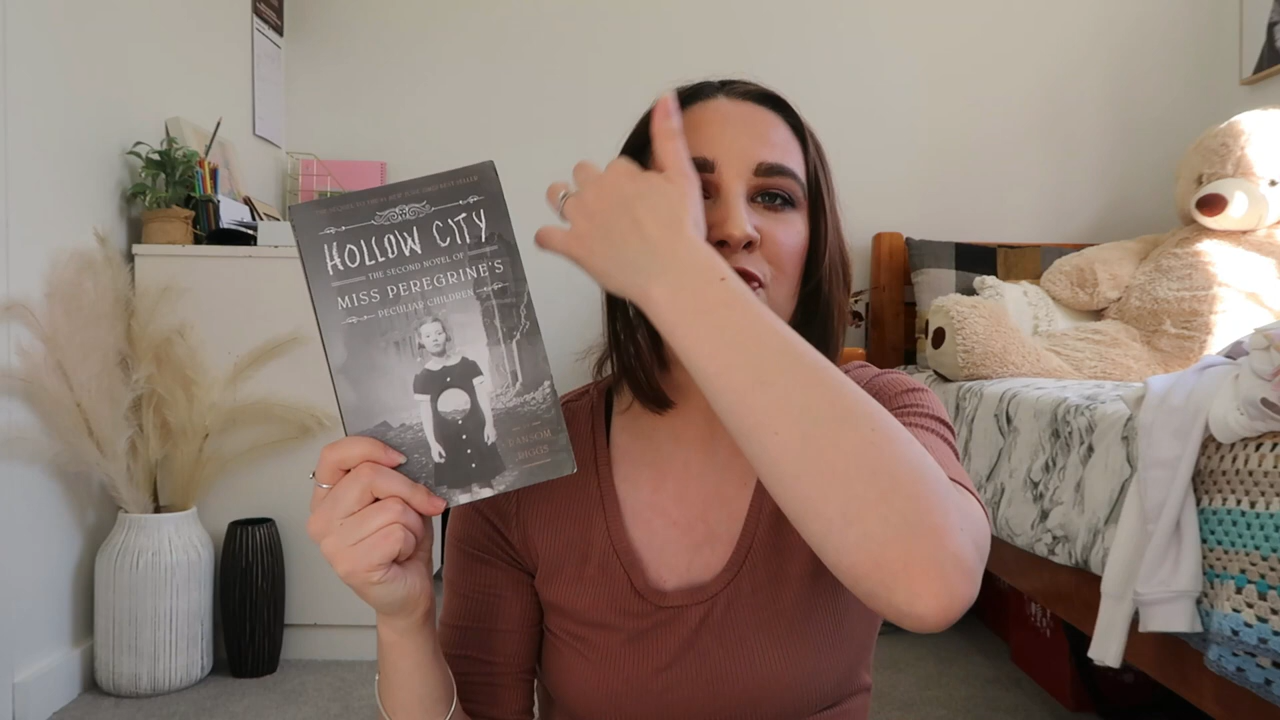 HOLLOW CITY
THE SECOND NOVEL OF
MISS PEREGRINE'S
PECULIAR CHILDREN
RANSOM
RIGGS